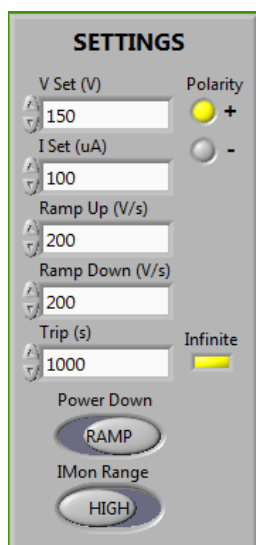 SETTINGS
V Set (V)
Polarity
150
+
I Set (uA)
-
100
Ramp Up (V/s)
200
Ramp Down (V/s)
200
Trip (s)
Infinite
1000
Power Down
RAMP
IMon Range
HIGH